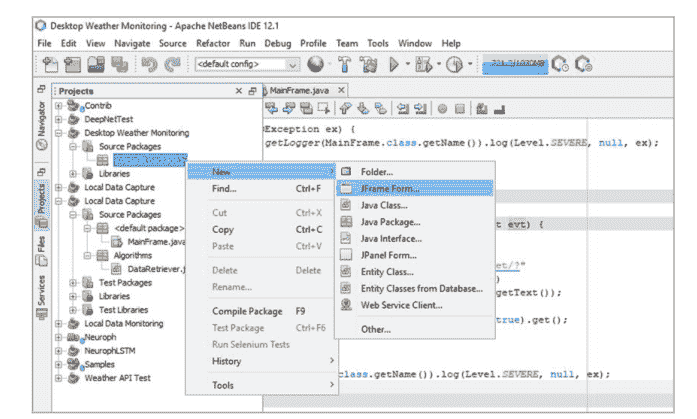 Desktop Weather Monitoring - Apache NetBeans IDE 12.1
File Edit View Navigate Source Refactor Run Debug Profile Team Tools Window Help
<default config>
Projects
MainFrame.java
Navigator
Projects
Files
Services
Contrib
DeepNetTest
Desktop Weather Monitoring
Source Packages
Libraries
Local Data Capture
Local Data Capture
Source Packages
<default package>
MainFrame.java
Algorithms
DataRetriever.j
Test Packages
Libraries
Test Libraries
Local Data Monitoring
Neuroph
NeurophLSTM
Samples
Weather API Test
New
Find... Ctrl+F
Cut Ctrl+X
Copy Ctrl+C
Paste Ctrl+V
Delete Delete
Rename...
Compile Package F9
Test Package Ctrl+F6
Run Selenium Tests
History
Tools
Folder...
JFrame Form...
Java Class...
Java Package...
Java Interface...
JPanel Form...
Entity Class...
Entity Classes from Database...
Web Service Client...
Other...
Exception ex) {
getLogger(MainFrame.class.getName()).log(Level.SEVERE, null, ex);
t evt) {
et/?"
)
getText());
true).get();
class.getName()).log(Level.SEVERE, null, ex);